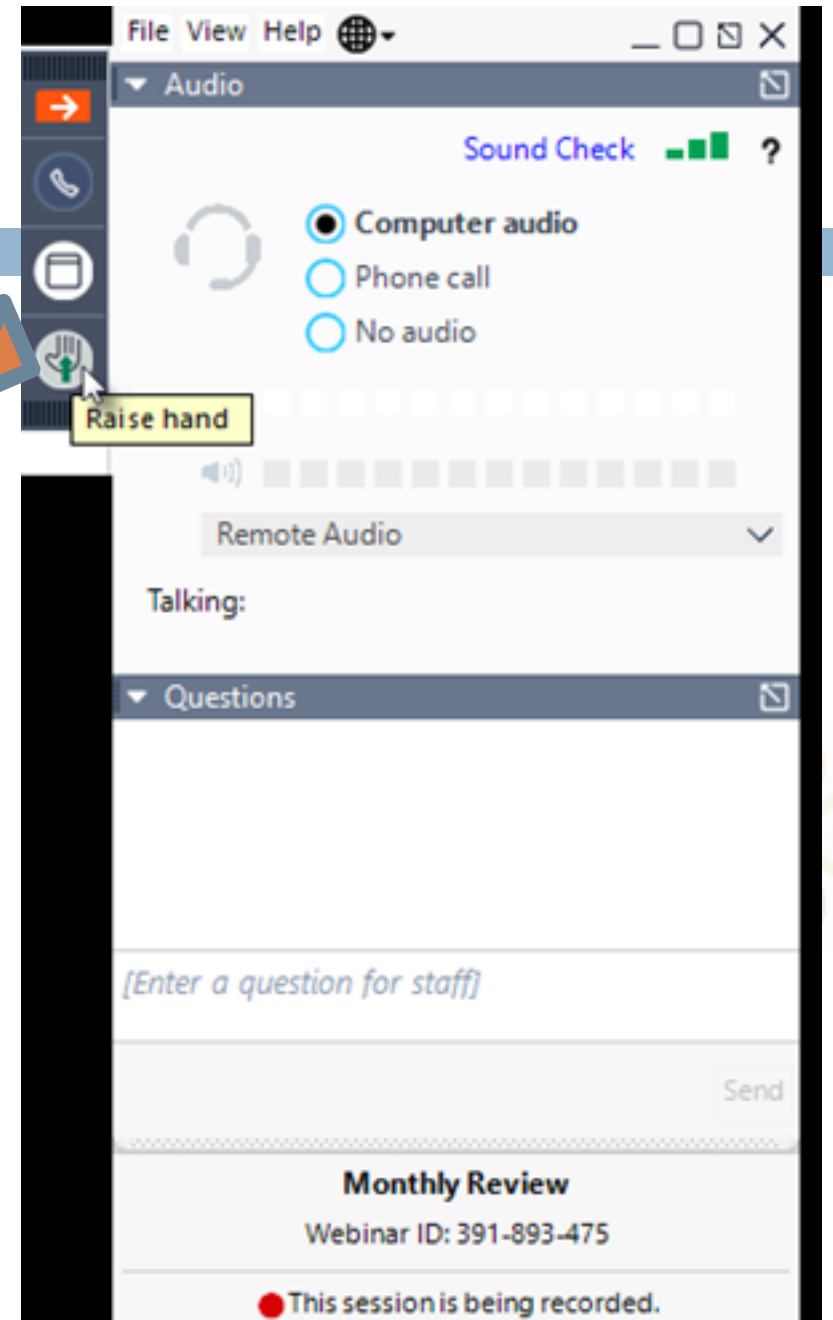 File View Help
Audio
Sound Check ?
Computer audio
Phone call
No audio
Raise hand
Remote Audio
Talking:
Questions
[Enter a question for staff]
Send
Monthly Review
Webinar ID: 391-893-475
This session is being recorded.